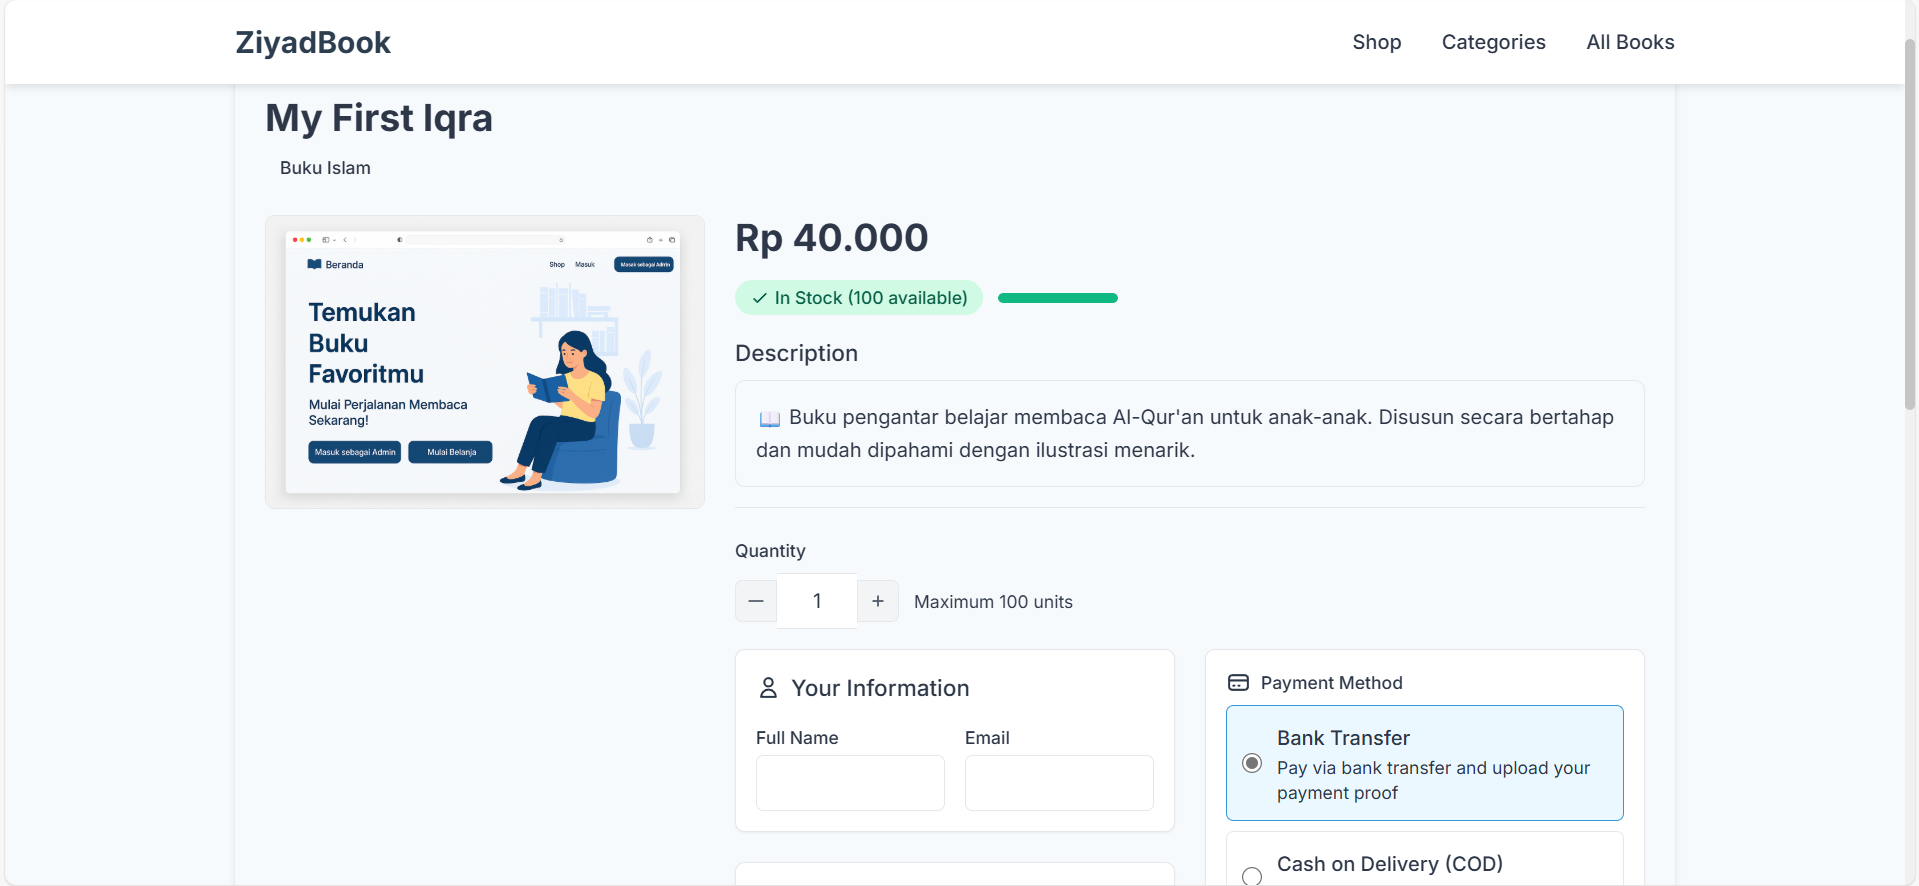 ZiyadBook
Shop
Categories
All Books
My First Iqra
Buku Islam
Beranda
Shop
Masuk
Masuk sebagai Admin
Temukan
Buku
Favoritmu
Mulai Perjalanan Membaca
Sekarang!
Masuk sebagai Admin
Mulai Belanja
Rp 40.000
In Stock (100 available)
Description
📖 Buku pengantar belajar membaca Al-Qur'an untuk anak-anak. Disusun secara bertahap
dan mudah dipahami dengan ilustrasi menarik.
Quantity
1
Maximum 100 units
Your Information
Full Name
Email
Payment Method
Bank Transfer
Pay via bank transfer and upload your
payment proof
Cash on Delivery (COD)